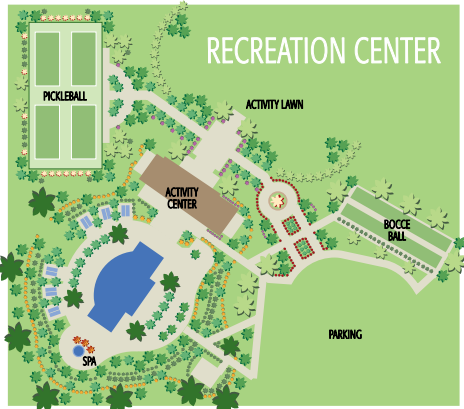 RECREATION CENTER
PICKLEBALL
ACTIVITY LAWN
ACTIVITY
CENTER
BOCCE
BALL
PARKING
SPA